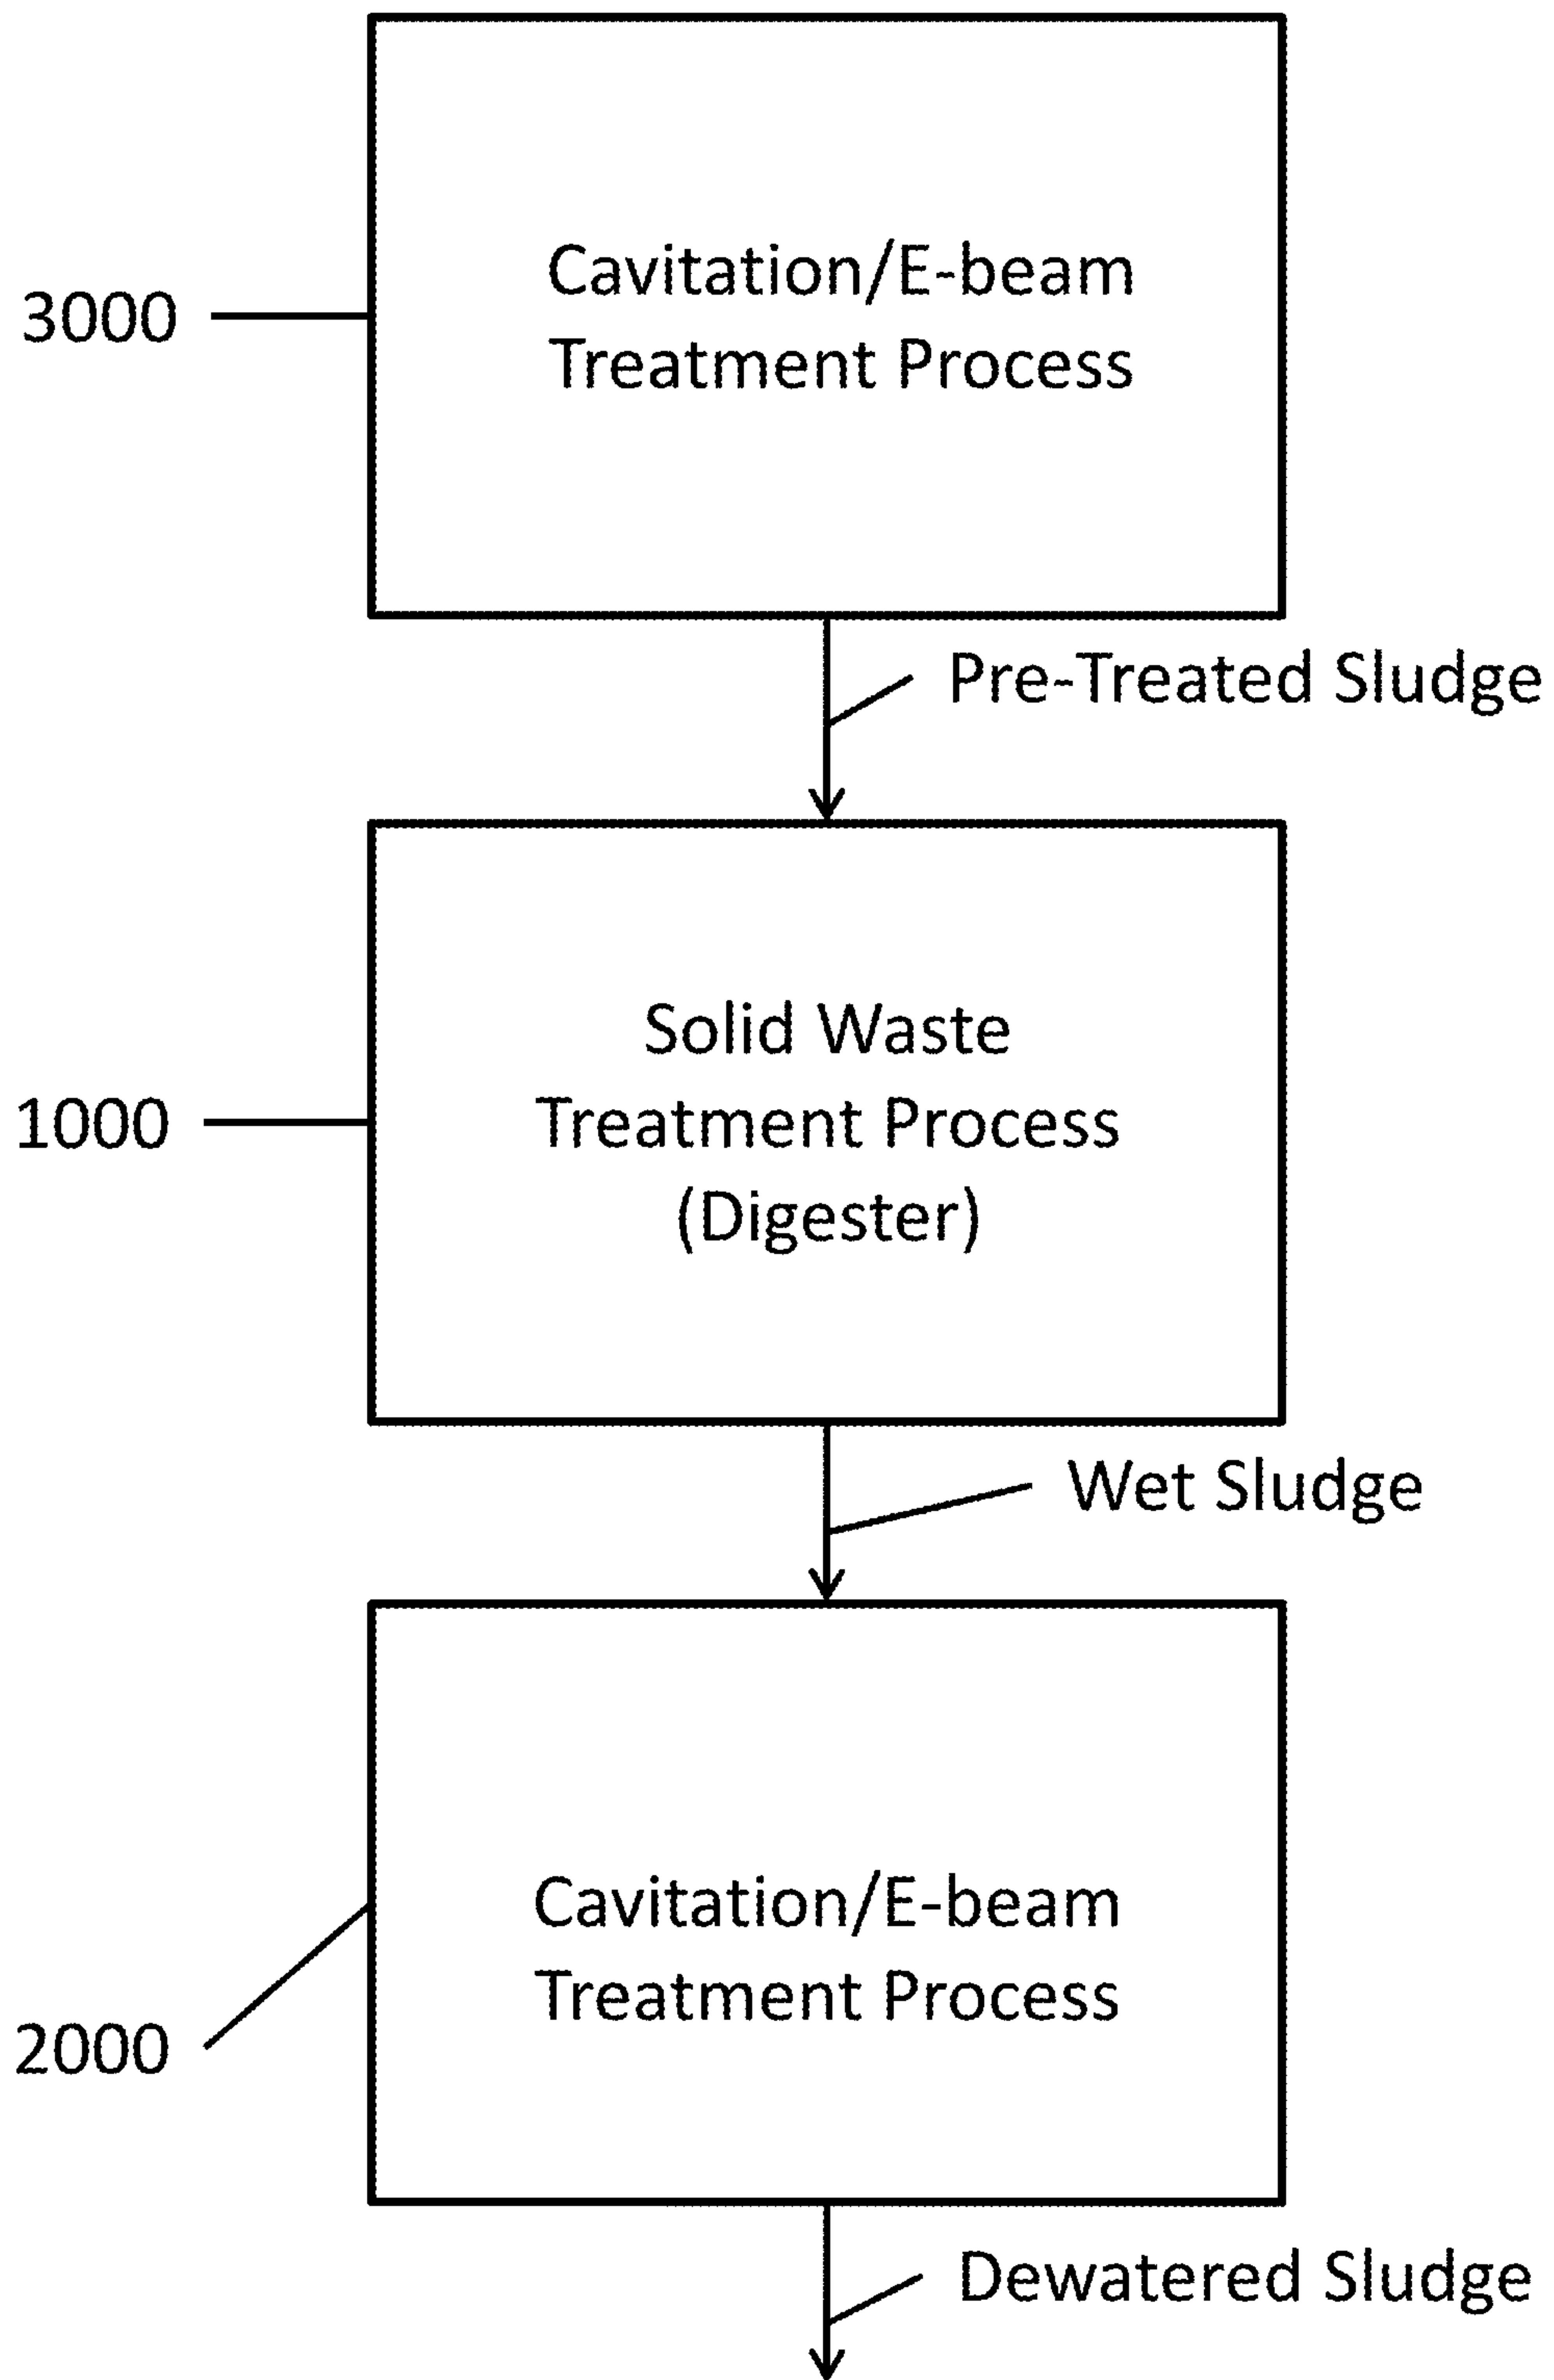 Cavitation/E-beam
3000
Treatment Process
Pre-Treated Sludge
Solid Waste
1000
Treatment Process
(Digester)
Wet Sludge
Cavitation/E-beam
Treatment Process
2000
Dewatered Sludge